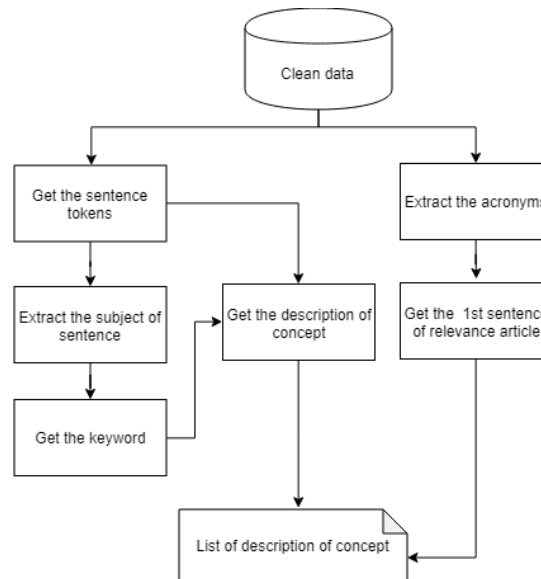 Clean data
Get the sentence
tokens
Extract the acronyms
Extract the subject of
sentence
Get the description of
concept
Get the 1st sentence
of relevance article
Get the keyword
List of description of concept